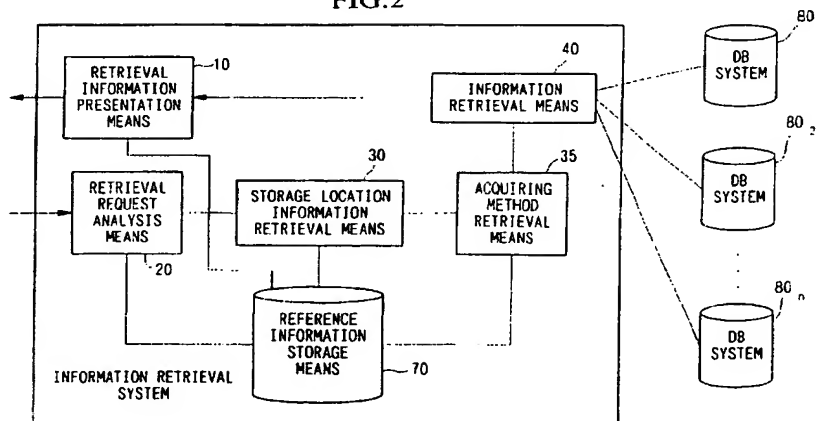 FIG.2
10
RETRIEVAL
INFORMATION
PRESENTATION
MEANS
40
INFORMATION
RETRIEVAL MEANS
80
DB
SYSTEM
30
35
80 2
RETRIEVAL
REQUEST
ANALYSIS
MEANS
STORAGE LOCATION
INFORMATION
RETRIEVAL MEANS
ACQUIRING
METHOD
RETRIEVAL
MEANS
DB
SYSTEM
20
REFERENCE
INFORMATION
STORAGE
MEANS
70
80 n
DB
SYSTEM
INFORMATION RETRIEVAL
SYSTEM